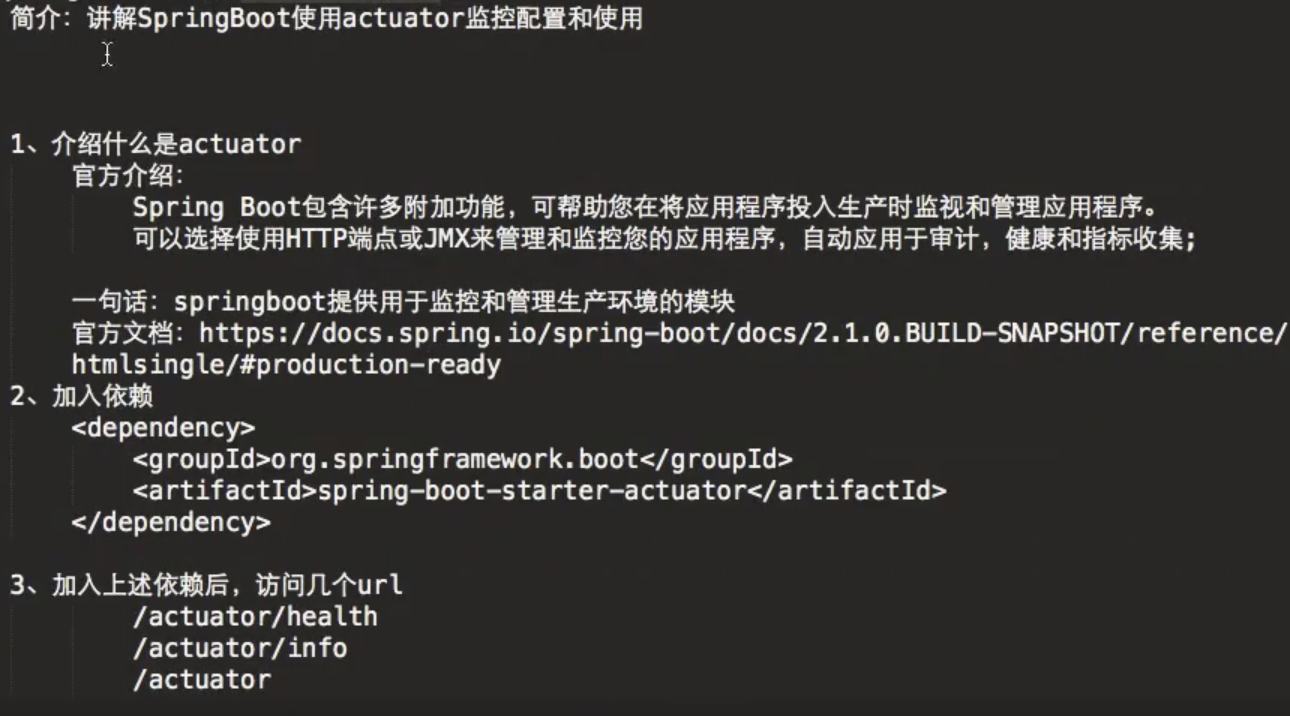 简介：讲解SpringBoot使用actuator监控配置和使用
1、介绍什么是actuator
官方介绍：
Spring Boot包含许多附加功能，可帮助您在将应用程序投入生产时监视和管理应用程序。
可以选择使用HTTP端点或JMX来管理和监控您的应用程序，自动应用于审计，健康和指标收集;
一句话：springboot提供用于监控和管理生产环境的模块
官方文档：https://docs.spring.io/spring-boot/docs/2.1.0.BUILD-SNAPSHOT/reference/
htmlsingle/#production-ready
2、加入依赖
<dependency>
<groupId>org.springframework.boot</groupId>
<artifactId>spring-boot-starter-actuator</artifactId>
</dependency>
3、加入上述依赖后，访问几个url
/actuator/health
/actuator/info
/actuator